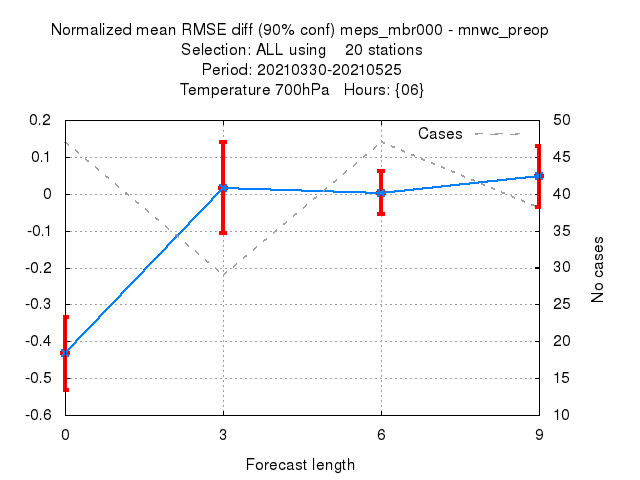 Normalized mean RMSE diff (90% conf) meps_mbr000 - mnwc_preop
Selection: ALL using 20 stations
Period: 20210330-20210525
Temperature 700hPa Hours: {06}
Cases
0.2
0.1
0
-0.1
-0.2
-0.3
-0.4
-0.5
-0.6
50
45
40
35
30
25
20
15
10
No cases
0 3 6 9
Forecast length